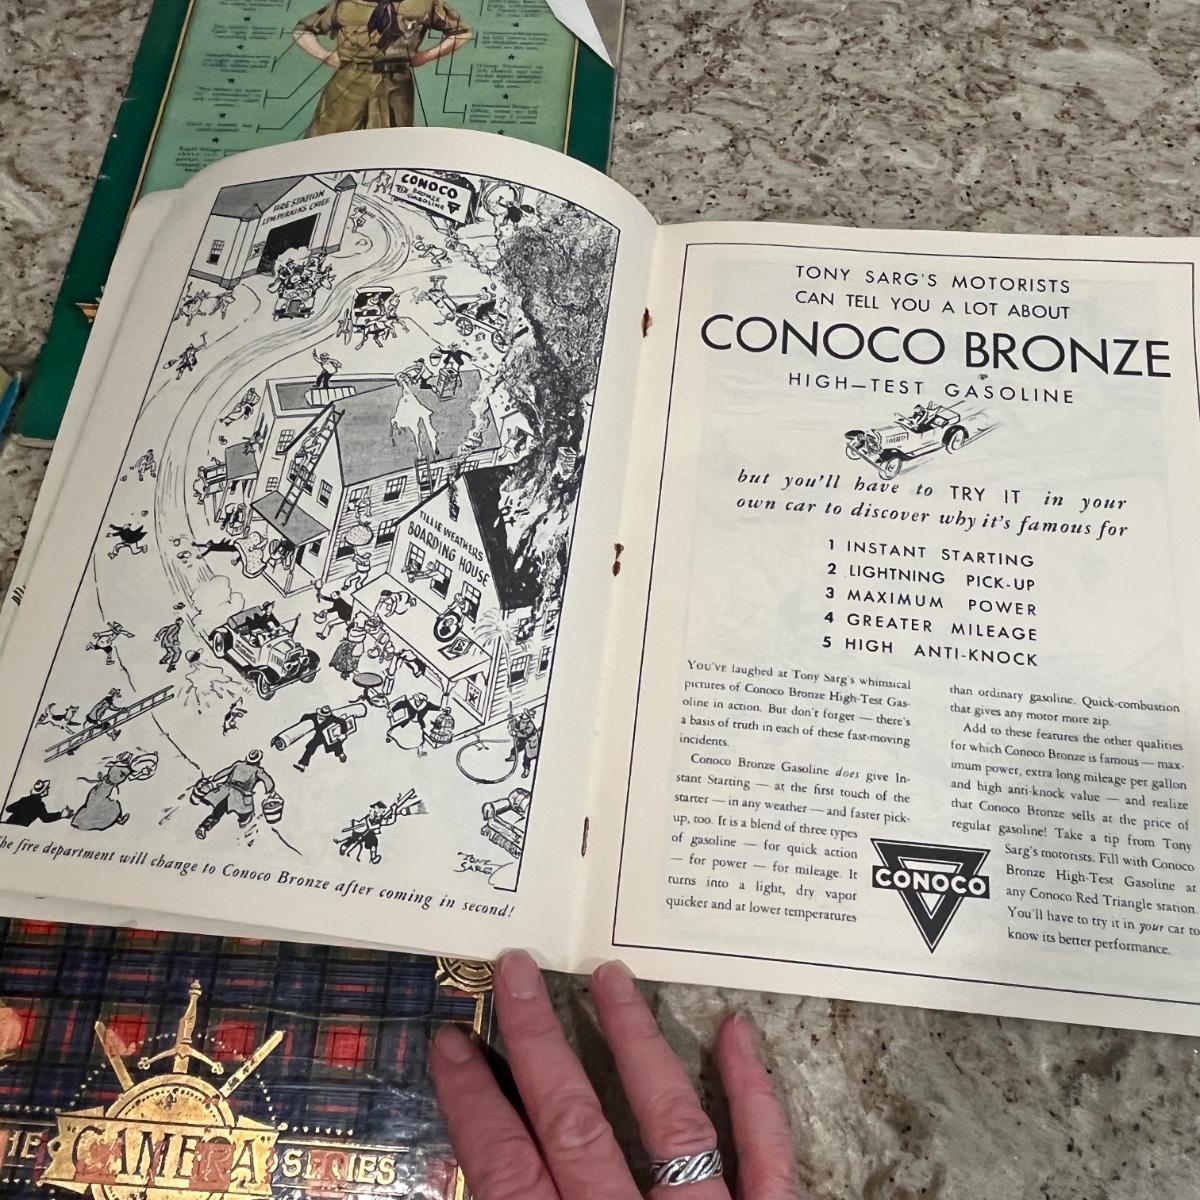 FIRE STATION
LEM PERKINS CHIEF
CONOCO
BRONZE
GASOLINE
TILLIE WEATHERS
BOARDING HOUSE
TONY
SARG
he fire department will change to Conoco Bronze after coming in second!
TONY SARG'S MOTORISTS
CAN TELL YOU A LOT ABOUT
CONOCO BRONZE
HIGH—TEST GASOLINE
but you'll have to TRY IT in your
own car to discover why it's famous for
1 INSTANT STARTING
2 LIGHTNING PICK-UP
3 MAXIMUM POWER
4 GREATER MILEAGE
5 HIGH ANTI-KNOCK
You've laughed at Tony Sarg's whimsical
pictures of Conoco Bronze High-Test Gas-
oline in action. But don't forget — there's
a basis of truth in each of these fast-moving
incidents.
Conoco Bronze Gasoline does give In-
stant Starting — at the first touch of the
starter — in any weather — and faster pick-
up, too. It is a blend of three types
of gasoline — for quick action
— for power — for mileage. It
turns into a light, dry vapor
quicker and at lower temperatures
than ordinary gasoline. Quick-combustion
that gives any motor more zip.
Add to these features the other qualities
for which Conoco Bronze is famous — max-
imum power, extra long mileage per gallon
and high anti-knock value — and realize
that Conoco Bronze sells at the price of
regular gasoline! Take a tip from Tony
Sarg's motorists. Fill with Conoco
Bronze High-Test Gasoline at
any Conoco Red Triangle station.
You'll have to try it in your car to
know its better performance.
CONOCO
"CAMERA" SERIES